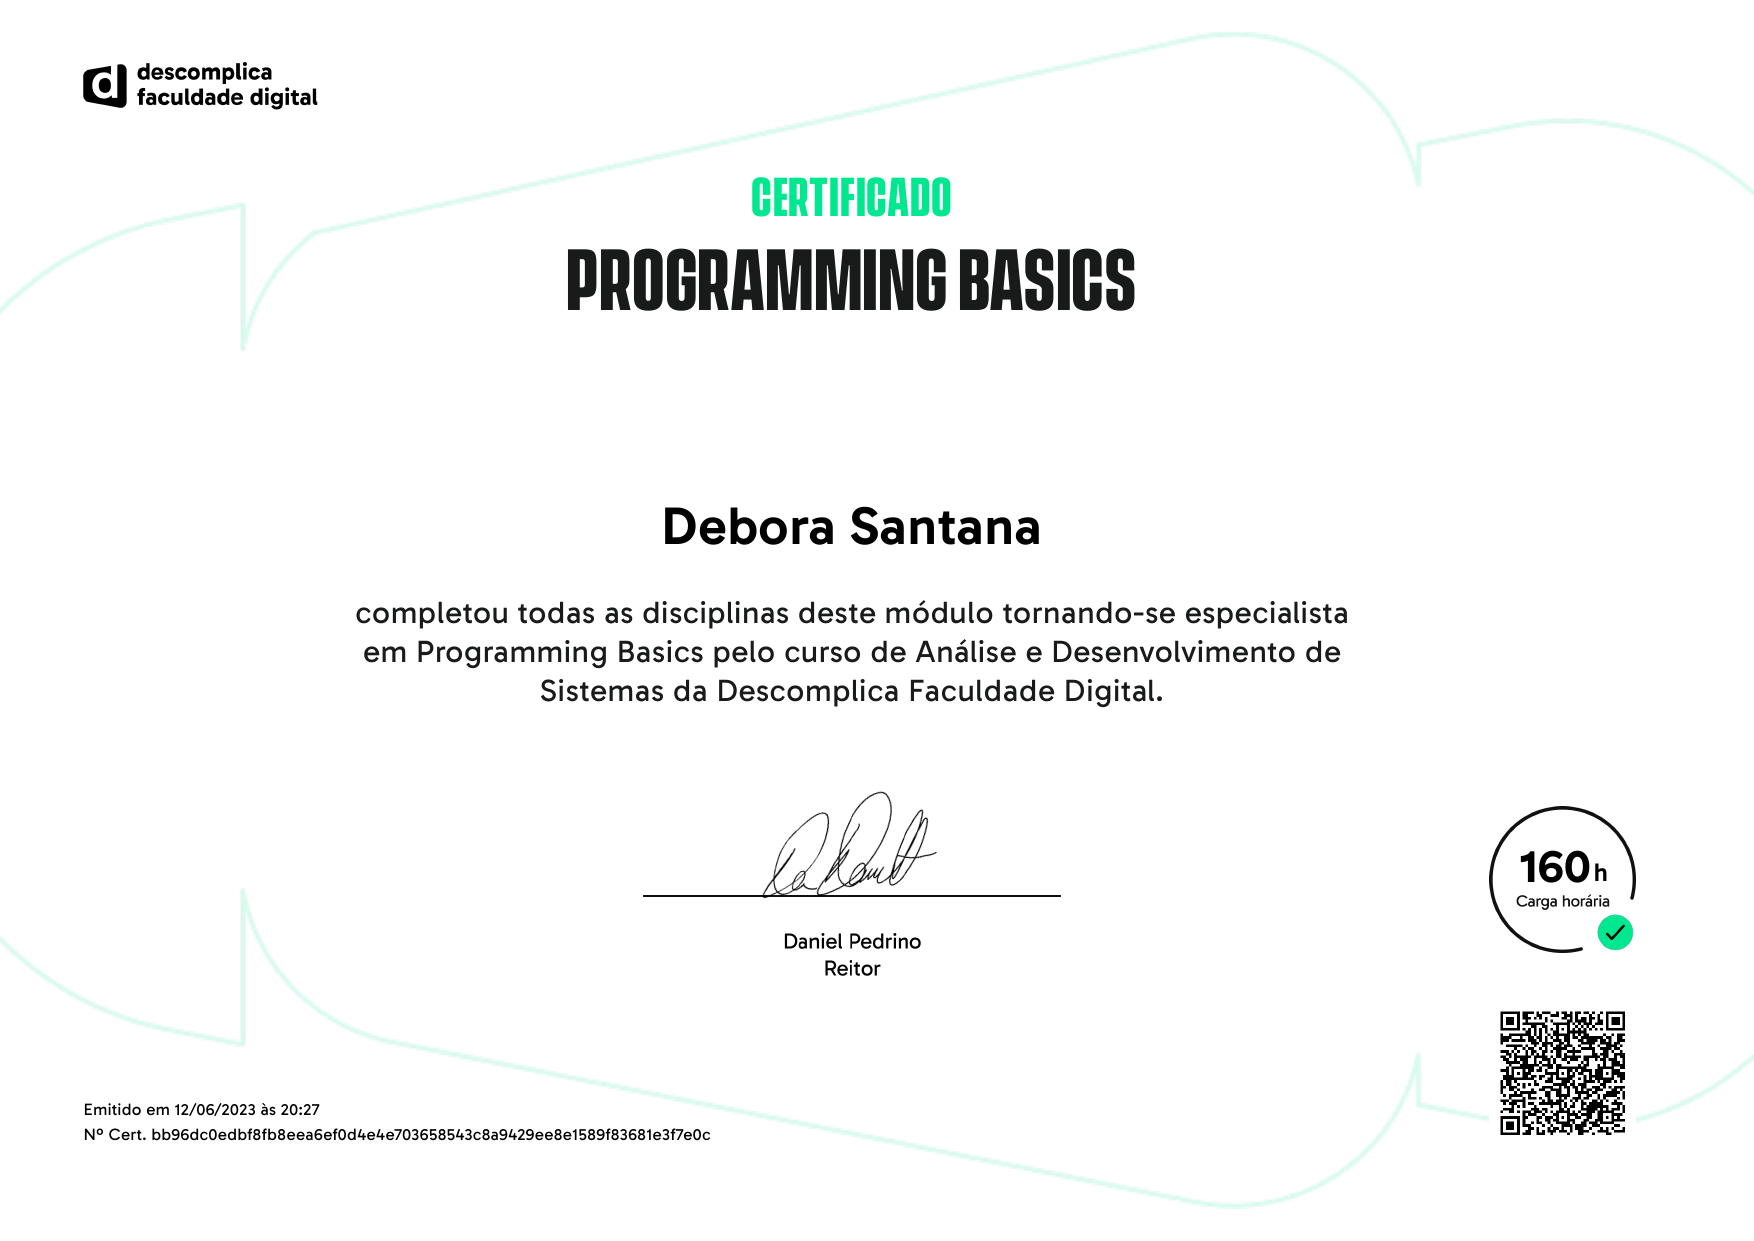 descomplica
faculdade digital
CERTIFICADO
PROGRAMMING BASICS
Debora Santana
completou todas as disciplinas deste módulo tornando-se especialista
em Programming Basics pelo curso de Análise e Desenvolvimento de
Sistemas da Descomplica Faculdade Digital.
Daniel Pedrino
Reitor
160 h
Carga horária
Emitido em 12/06/2023 às 20:27
Nº Cert. bb96dc0edbf8fb8eea6ef0d4e4e703658543c8a9429ee8e1589f83681e3f7e0c